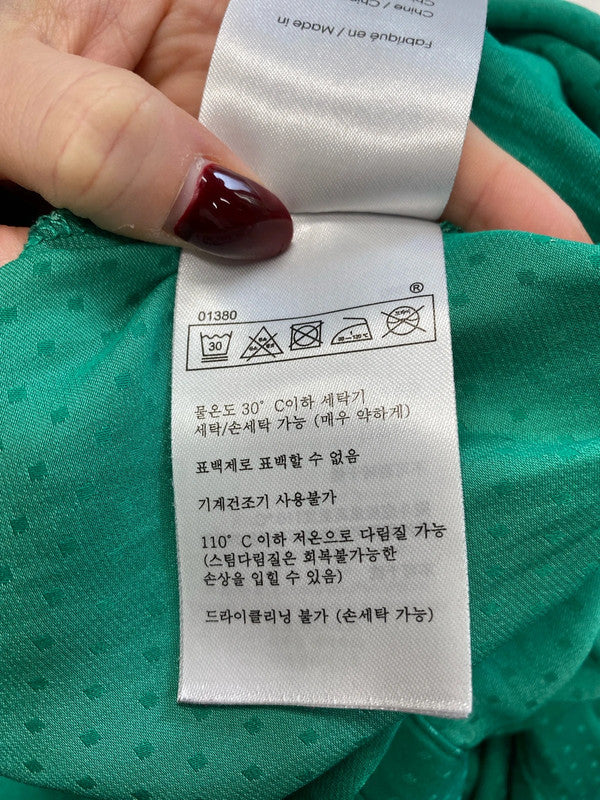 Chine / Chin
Fabriqué en / Made in
®
01380
30
물온도 30° C이하 세탁기
세탁/손세탁 가능 (매우 약하게)
표백제로 표백할 수 없음
기계건조기 사용불가
110° C 이하 저온으로 다림질 가능
(스팀다림질은 회복불가능한
손상을 입힐 수 있음)
드라이클리닝 불가 (손세탁 가능)